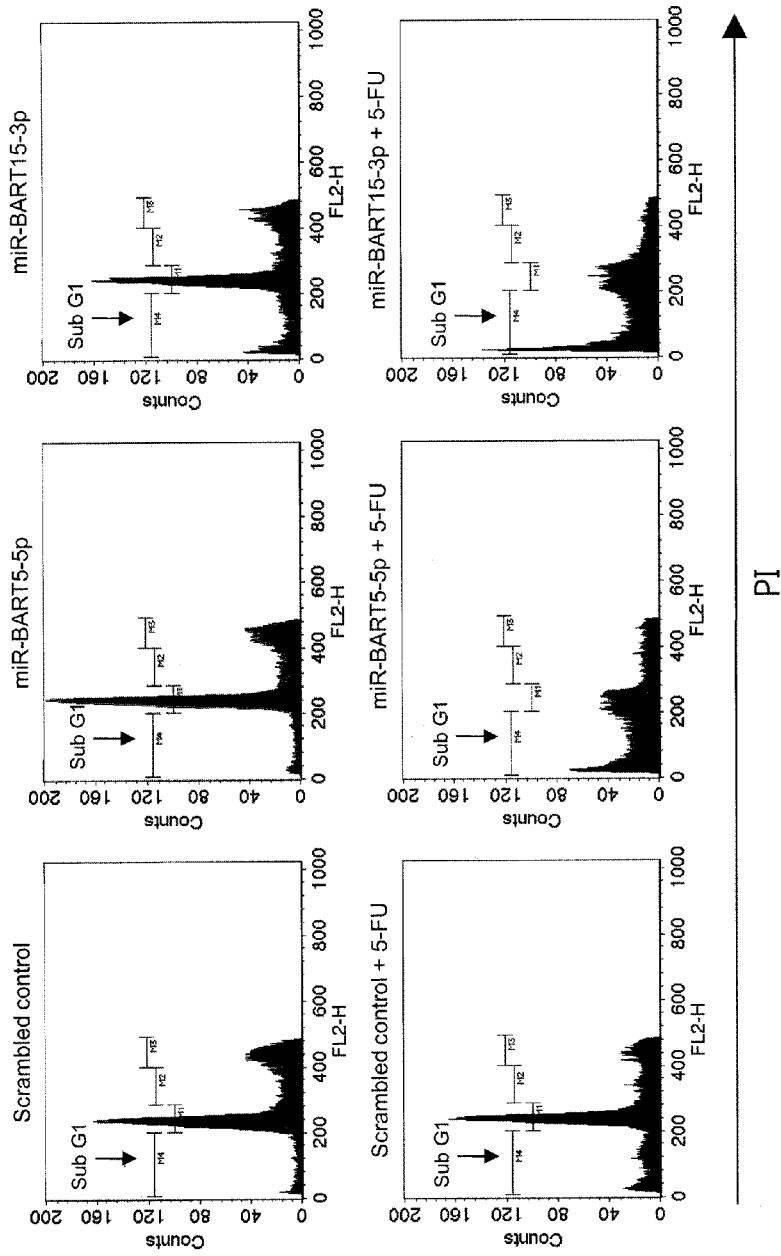 Scrambled control
200
160
120
80
40
0
Counts
Sub G1
M3
M2
M4
0 200 400 600 800 1000
FL2-H
miR-BART5-5p
200
160
120
80
40
0
Counts
Sub G1
M3
M2
M4
0 200 400 600 800 1000
FL2-H
miR-BART15-3p
200
160
120
80
40
0
Counts
Sub G1
M3
M2
M4
M1
0 200 400 600 800 1000
FL2-H
Scrambled control + 5-FU
200
160
120
80
40
0
Counts
Sub G1
M3
M2
M4
0 200 400 600 800 1000
FL2-H
miR-BART5-5p + 5-FU
200
160
120
80
40
0
Counts
Sub G1
M3
M2
M4
M1
0 200 400 600 800 1000
FL2-H
miR-BART15-3p + 5-FU
200
160
120
80
40
0
Counts
Sub G1
M3
M2
M4
M1
0 200 400 600 800 1000
FL2-H
PI